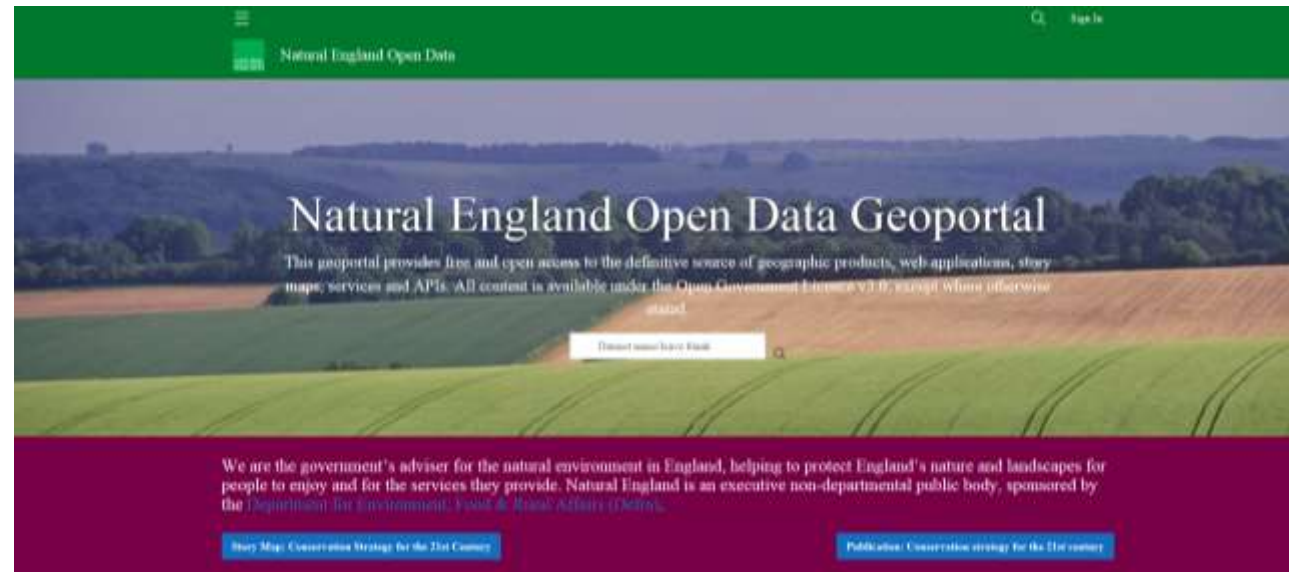 Sign In
Natural England Open Data
Natural England Open Data Geoportal
This geoportal provides free and open access to the definitive source of geographic products, web applications, story
maps, services and APIs. All content is available under the Open Government Licence v3.0, except where otherwise
stated.
We are the government's adviser for the natural environment in England, helping to protect England's nature and landscapes for
people to enjoy and for the services they provide. Natural England is an executive non-departmental public body, sponsored by
the Department for Environment, Food & Rural Affairs (Defra).
Story Map: Conservation Strategy for the 21st Century
Publication: Conservation strategy for the 21st century